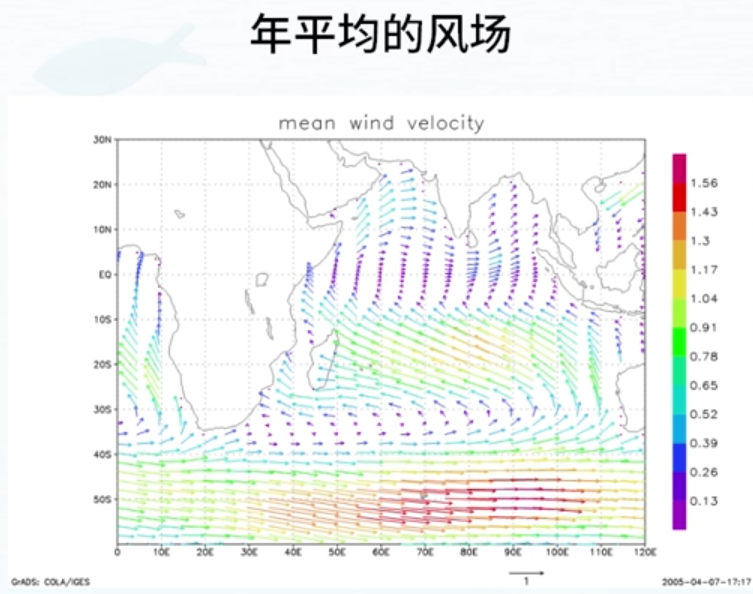 年平均的风场
mean wind velocity
30N
20N
10N
EQ
10S
20S
30S
40S
50S
0 10E 20E 30E 40E 50E 60E 70E 80E 90E 100E 110E 120E
1.56
1.43
1.3
1.17
1.04
0.91
0.78
0.65
0.52
0.39
0.26
0.13
1
GrADS: COLA/IGES
2005-04-07-17:17